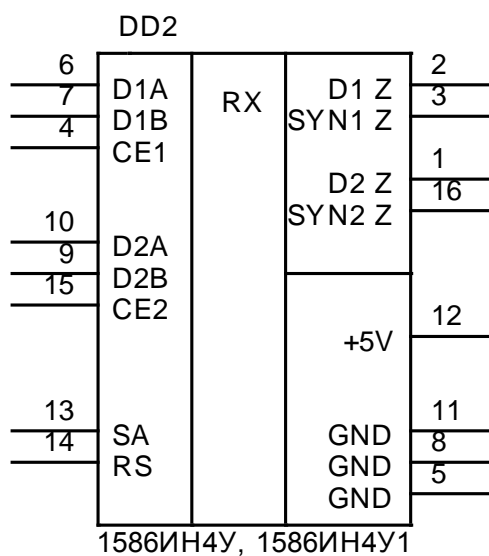 DD2
6 D1A RX D1 Z 2
7 D1B SYN1 Z 3
4 CE1
D2 Z 1
10 D2A SYN2 Z 16
9 D2B
15 CE2
+5V 12
13 SA GND 11
14 RS GND 8
GND 5
1586ИН4У, 1586ИН4У1